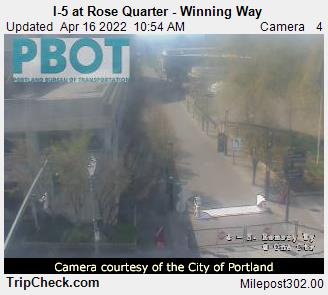 I-5 at Rose Quarter - Winning Way
Updated Apr 16 2022 10:54 AM Camera 4
PBOT
PORTLAND BUREAU OF TRANSPORTATION
Camera courtesy of the City of Portland
TripCheck.com Milepost302.00